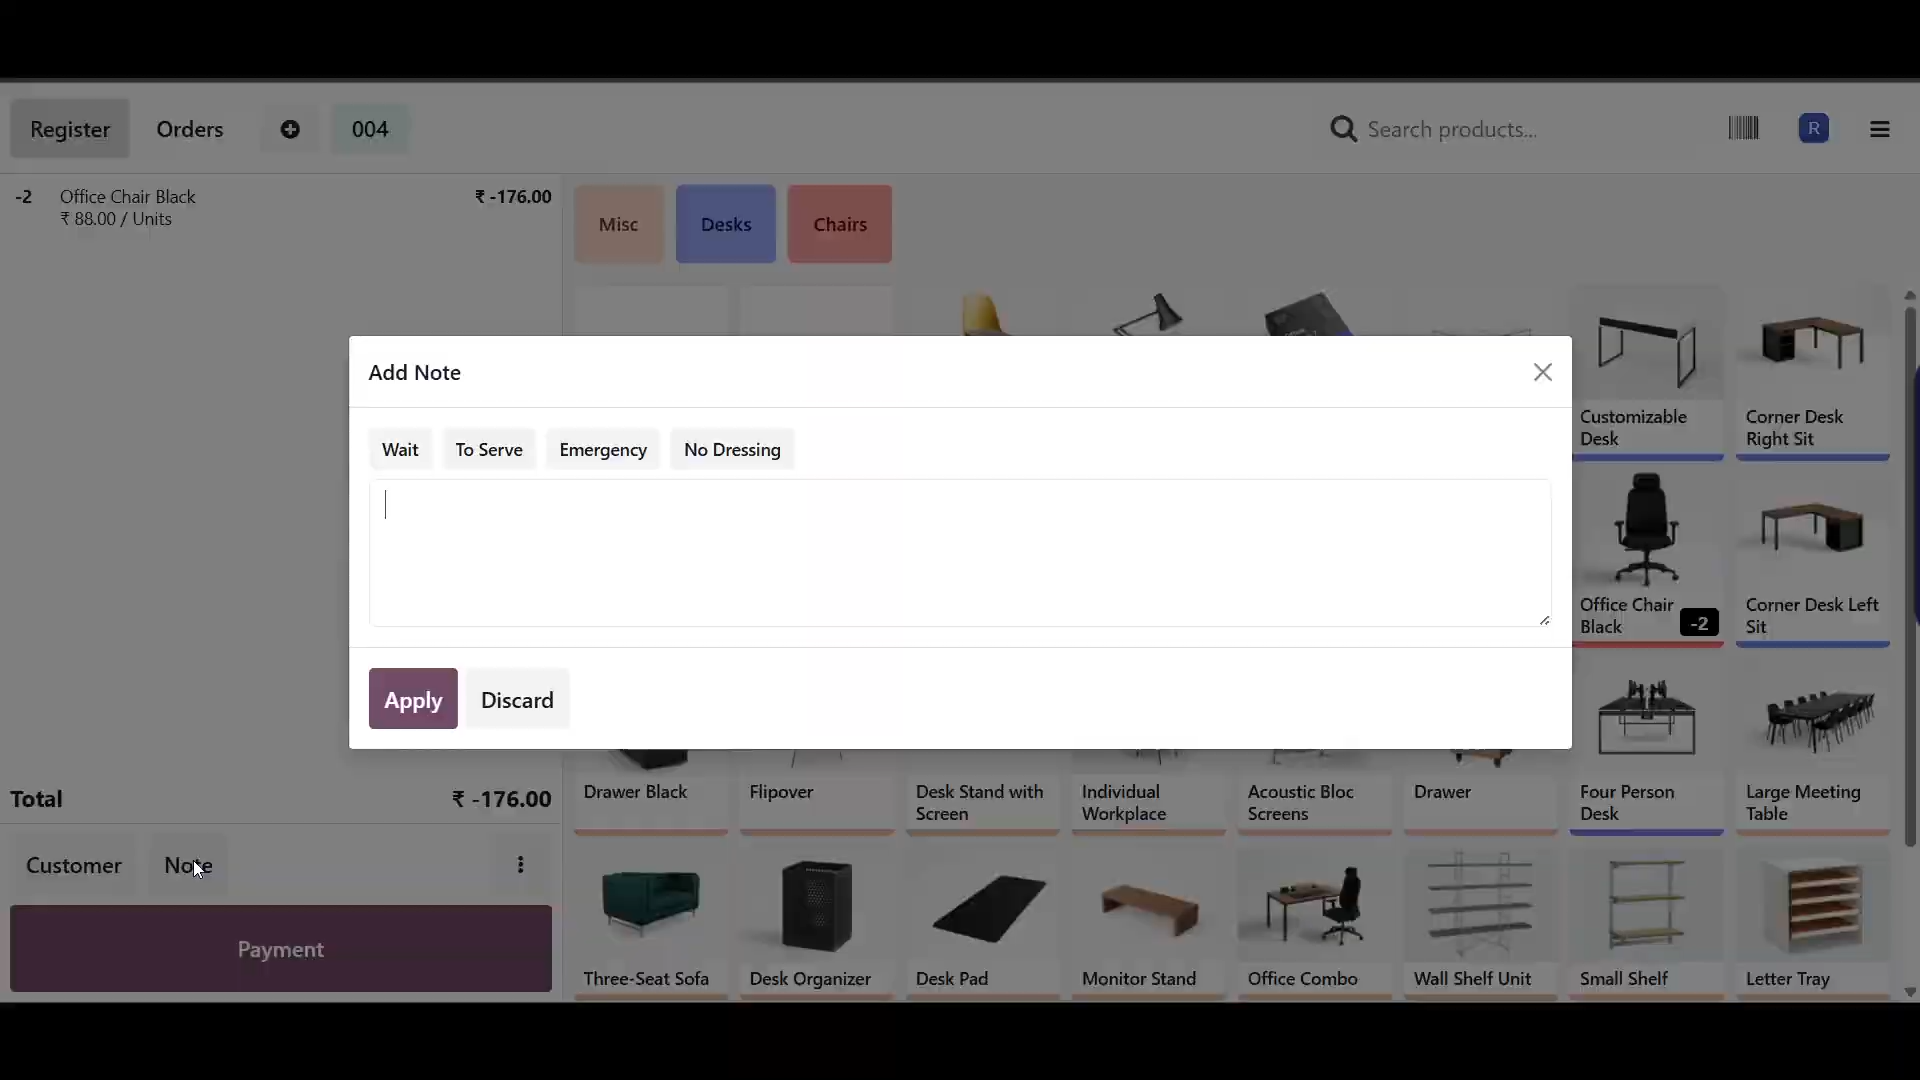 Register
Orders
004
Search products...
R
-2 Office Chair Black ₹ -176.00
₹ 88.00 / Units
Misc
Desks
Chairs
Add Note
Wait
To Serve
Emergency
No Dressing
Apply
Discard
Customizable
Desk
Corner Desk
Right Sit
Office Chair
Black
-2
Corner Desk Left
Sit
Drawer Black
Flipover
Desk Stand with
Screen
Individual
Workplace
Acoustic Bloc
Screens
Drawer
Four Person
Desk
Large Meeting
Table
Three-Seat Sofa
Desk Organizer
Desk Pad
Monitor Stand
Office Combo
Wall Shelf Unit
Small Shelf
Letter Tray
Total ₹ -176.00
Customer
Note
Payment